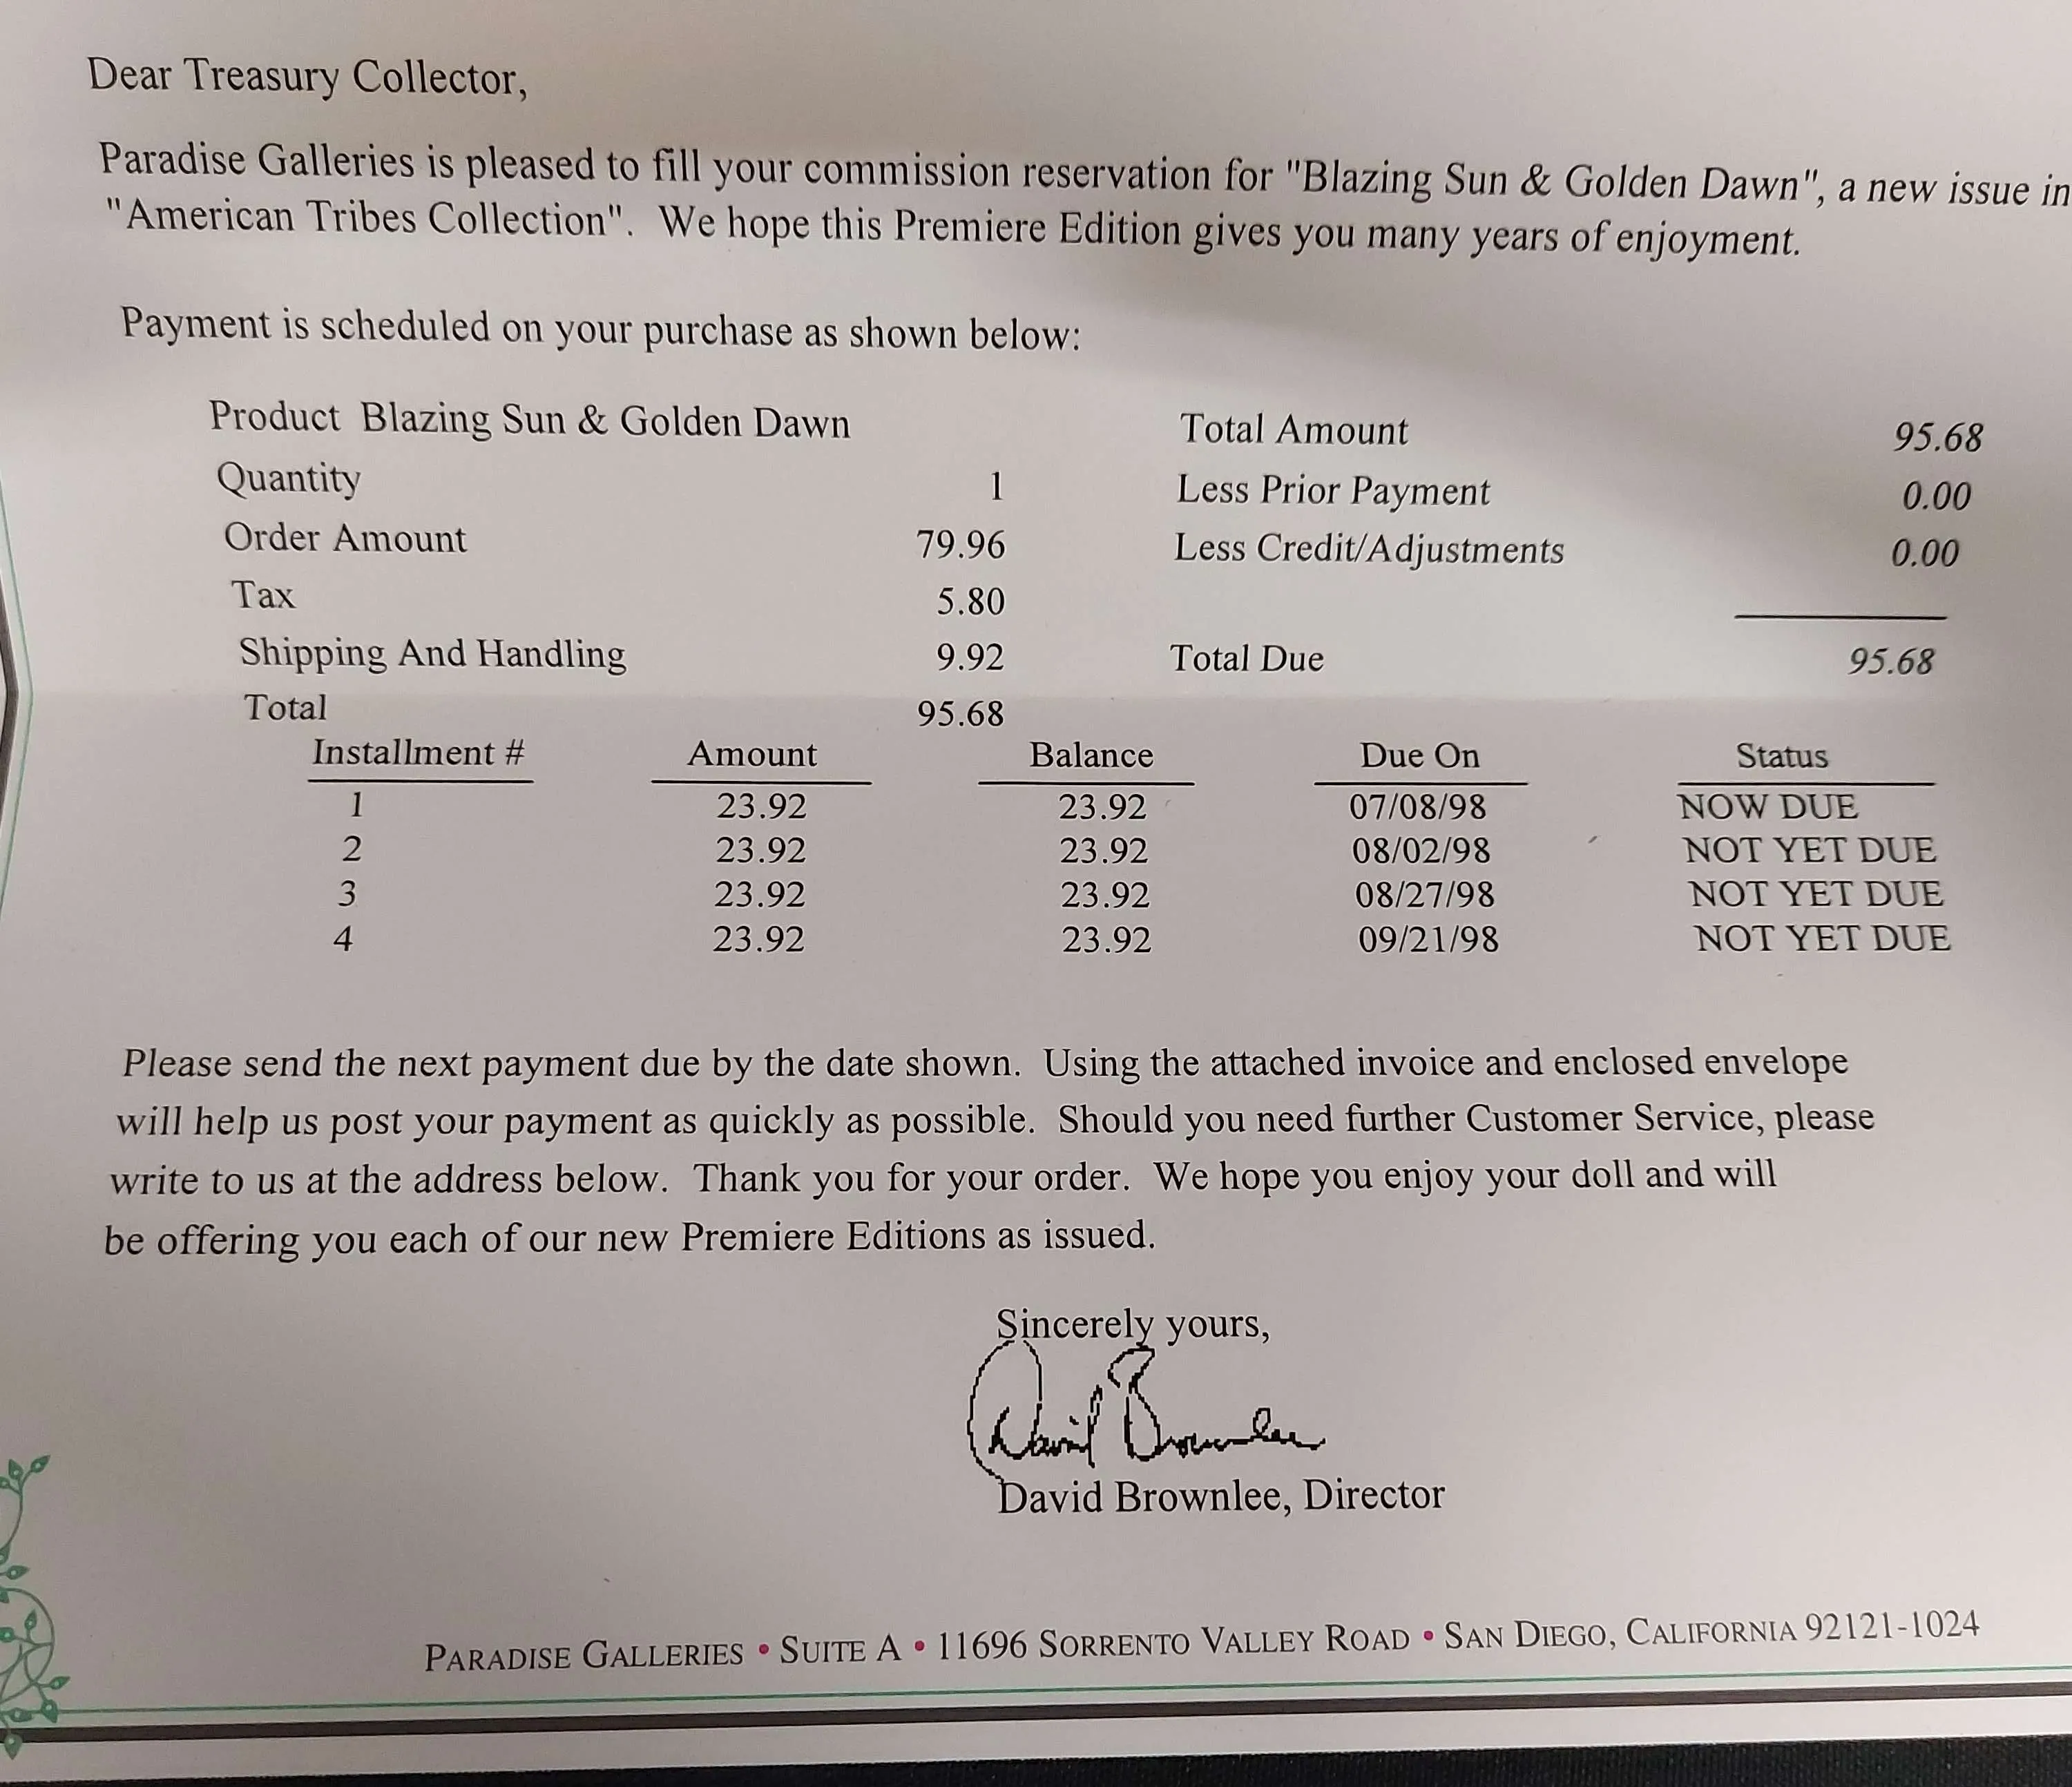 Dear Treasury Collector,
Paradise Galleries is pleased to fill your commission reservation for "Blazing Sun & Golden Dawn", a new issue in
"American Tribes Collection". We hope this Premiere Edition gives you many years of enjoyment.
Payment is scheduled on your purchase as shown below:
Product Blazing Sun & Golden Dawn Total Amount 95.68
Quantity 1 Less Prior Payment 0.00
Order Amount 79.96 Less Credit/Adjustments 0.00
Tax 5.80
Shipping And Handling 9.92 Total Due 95.68
Total 95.68
Installment # Amount Balance Due On Status
1 23.92 23.92 07/08/98 NOW DUE
2 23.92 23.92 08/02/98 NOT YET DUE
3 23.92 23.92 08/27/98 NOT YET DUE
4 23.92 23.92 09/21/98 NOT YET DUE
Please send the next payment due by the date shown. Using the attached invoice and enclosed envelope
will help us post your payment as quickly as possible. Should you need further Customer Service, please
write to us at the address below. Thank you for your order. We hope you enjoy your doll and will
be offering you each of our new Premiere Editions as issued.
Sincerely yours,
David Brownlee
David Brownlee, Director
PARADISE GALLERIES • SUITE A • 11696 SORRENTO VALLEY ROAD • SAN DIEGO, CALIFORNIA 92121-1024